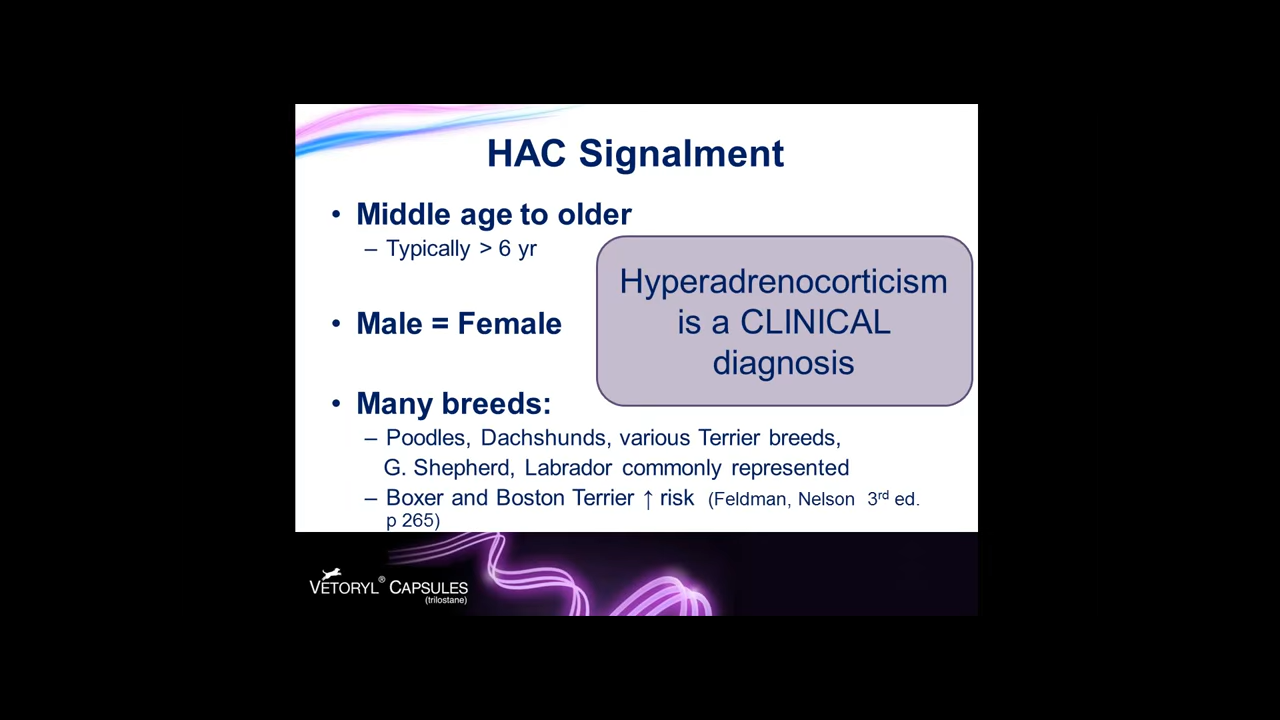 HAC Signalment
• Middle age to older
– Typically > 6 yr
Hyperadrenocorticism
is a CLINICAL
diagnosis
• Male = Female
• Many breeds:
– Poodles, Dachshunds, various Terrier breeds,
G. Shepherd, Labrador commonly represented
– Boxer and Boston Terrier ↑ risk (Feldman, Nelson 3rd ed.
p 265)
VETORYL® CAPSULES
(trilostane)